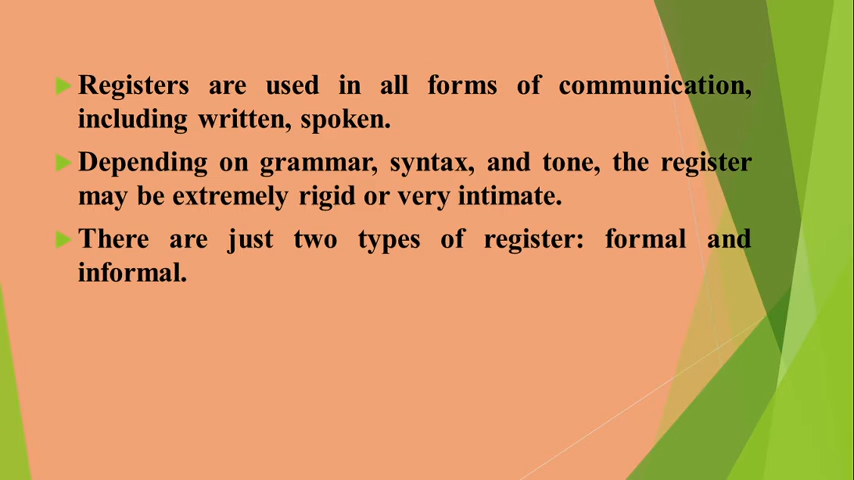 Registers are used in all forms of communication,
including written, spoken.
Depending on grammar, syntax, and tone, the register
may be extremely rigid or very intimate.
There are just two types of register: formal and
informal.